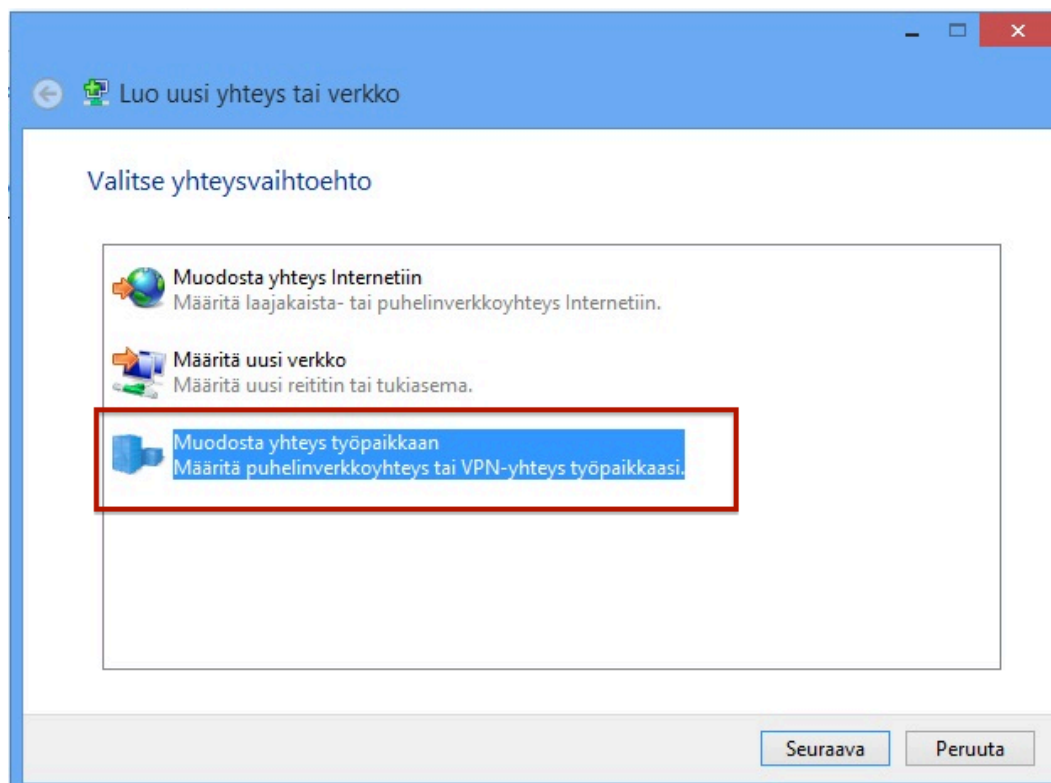 Luo uusi yhteys tai verkko
Valitse yhteysvaihtoehto
Muodosta yhteys Internetiin
Määritä laajakaista- tai puhelinverkkoyhteys Internetiin.
Määritä uusi verkko
Määritä uusi reititin tai tukiasema.
Muodosta yhteys työpaikkaan
Määritä puhelinverkkoyhteys tai VPN-yhteys työpaikkaasi.
Seuraava
Peruuta